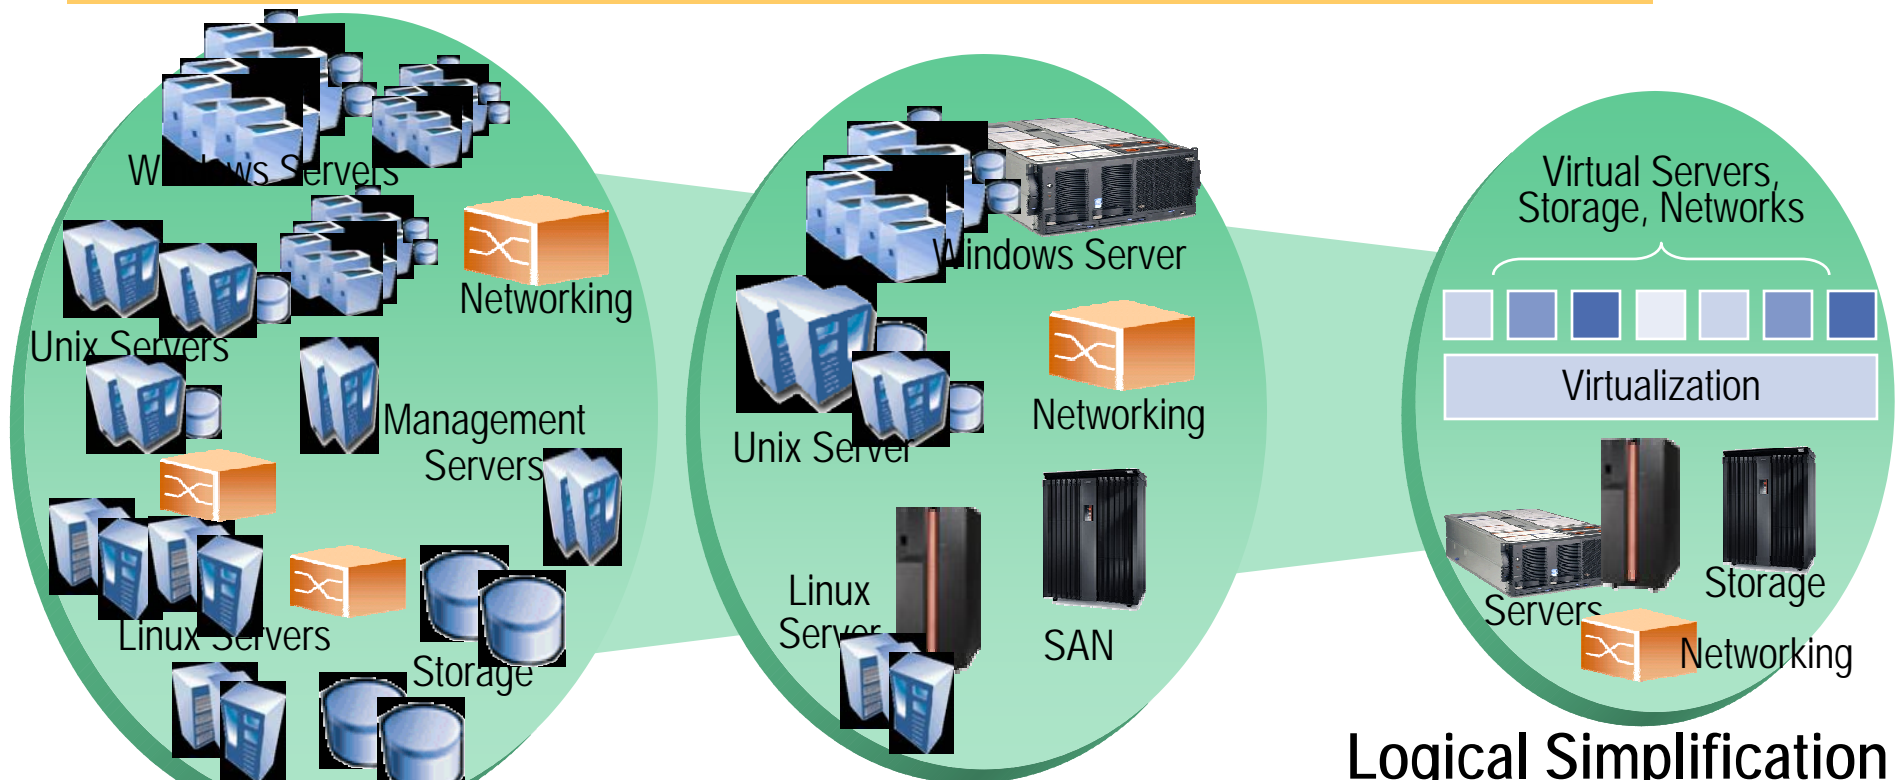 Windows Servers
Networking
Unix Servers
Management
Servers
Linux Servers
Storage
Windows Server
Networking
Unix Server
Linux
Server
SAN
Virtual Servers,
Storage, Networks
Virtualization
Servers
Storage
Networking
Logical Simplification